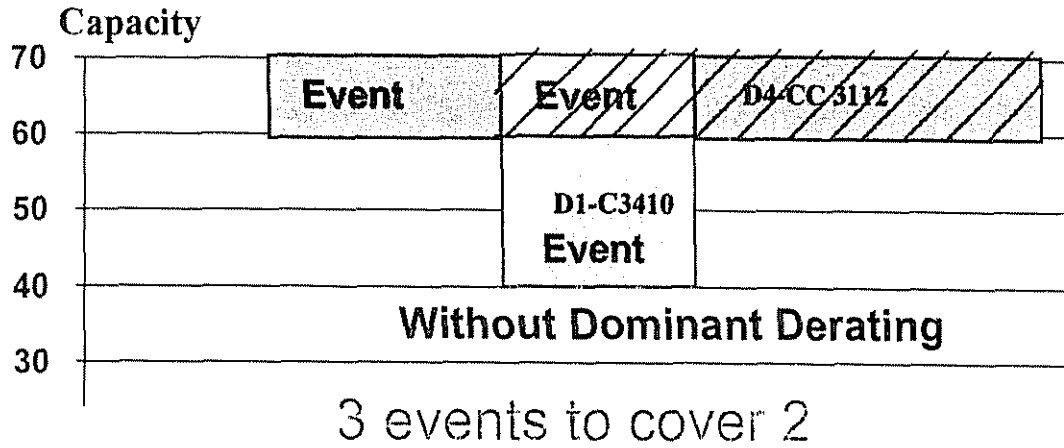 Capacity
70
Event Event D4-CC 3112
60
D1-C3410
50
Event
40
Without Dominant Derating
30
3 events to cover 2